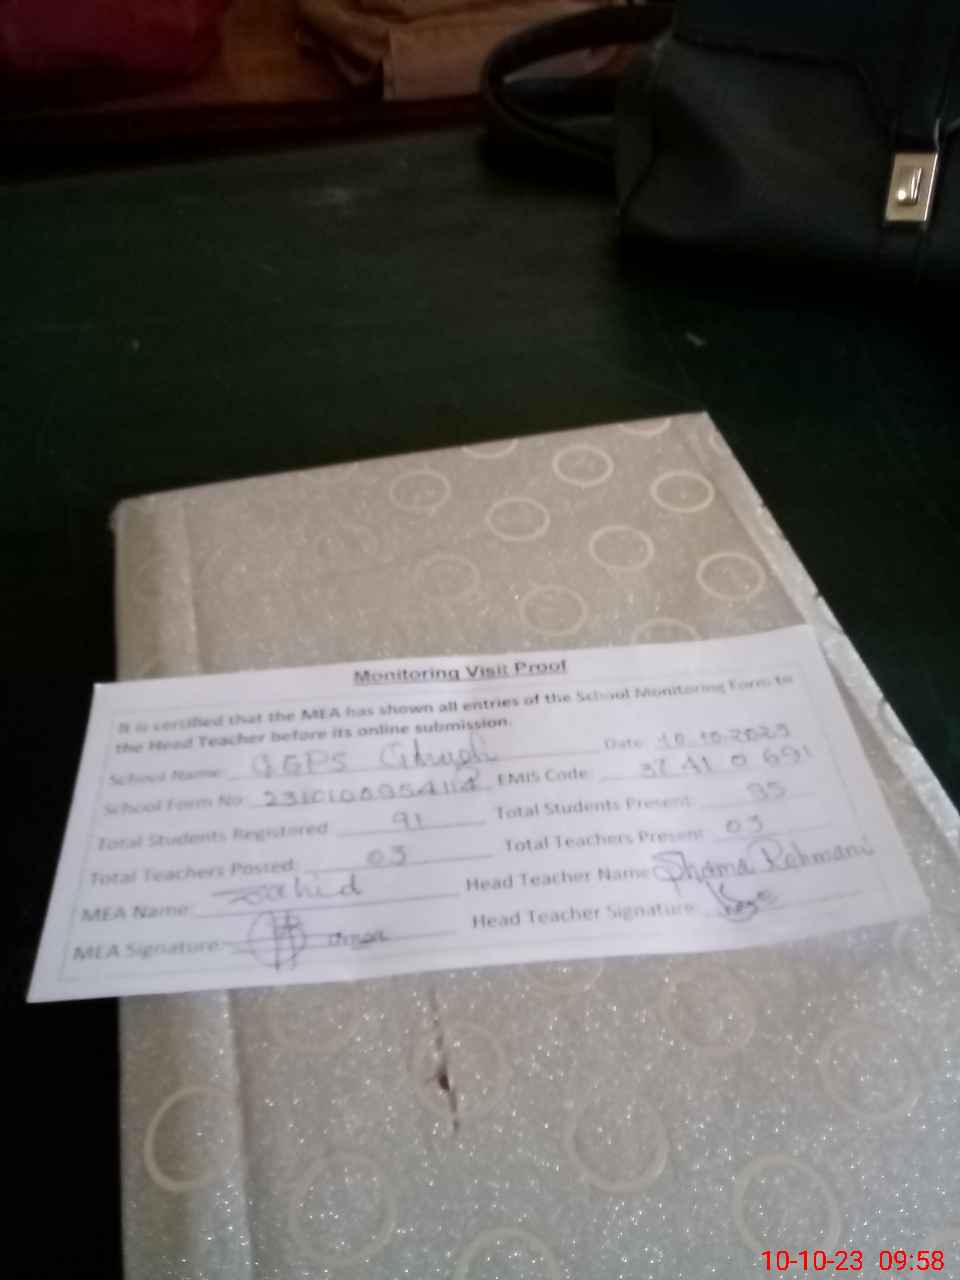 Monitoring Visit Proof
It is certified that the MEA has shown all entries of the School Monitoring Form to
the Head Teacher before its online submission.
School Name: GGPS Date: 10.10.2023
School Form No: EMIS Code:
Total Students Registered 91 Total Students Present:
Total Teachers Posted: 03 Total Teachers Present 03
MEA Name: Head Teacher Name: Shama Rehmani
MEA Signature: Head Teacher Signature:
10-10-23 09:58